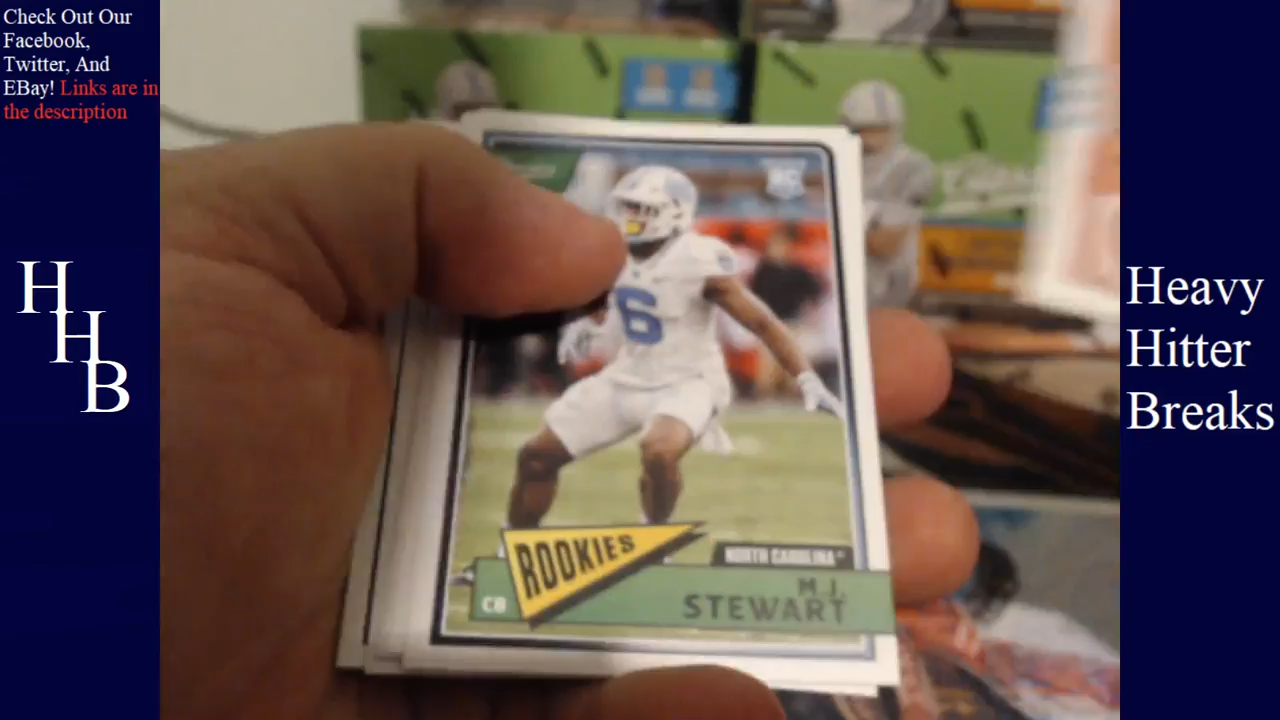 Check Out Our
Facebook,
Twitter, And
EBay! Links are in
the description
H
H
B
Heavy
Hitter
Breaks
RC
6
ROOKIES
NORTH CAROLINA
CB
M.J.
STEWART